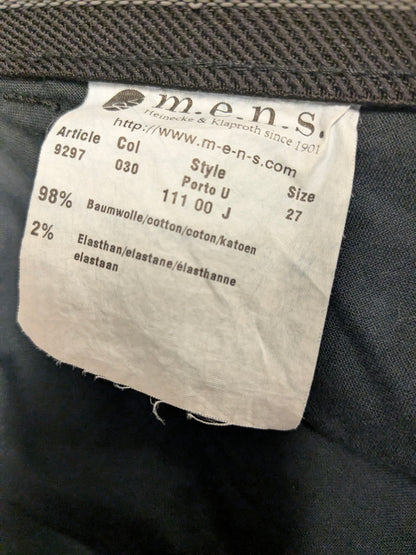 m-e-n-s.
Heinecke & Klaproth since 1901
http://www.m-e-n-s.com
Article Col Style Size
9297 030 Porto U 27
111 00 J
98% Baumwolle/cotton/coton/katoen
2% Elasthan/elastane/élasthanne
elastaan